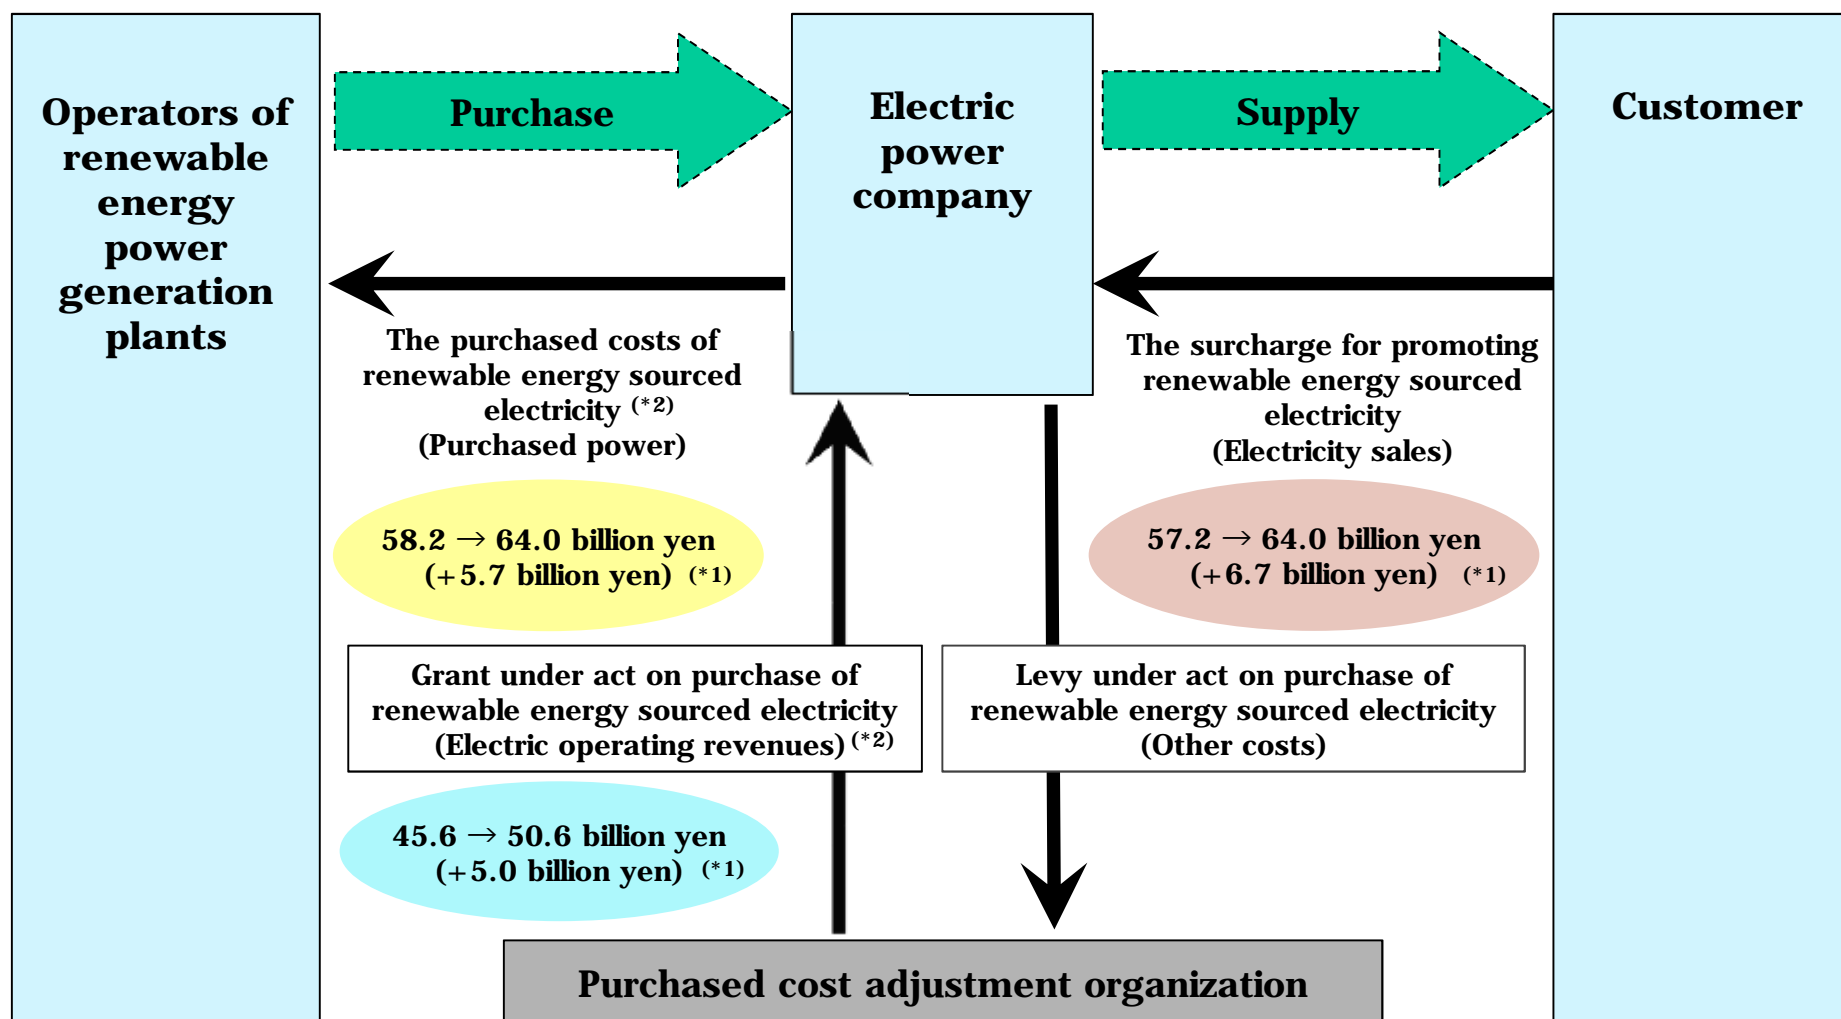 Operators of
renewable
energy
power
generation
plants
Purchase
Electric
power
company
Supply
Customer
The purchased costs of
renewable energy sourced
electricity (*2)
(Purchased power)
58.2 → 64.0 billion yen
(+5.7 billion yen) (*1)
The surcharge for promoting
renewable energy sourced
electricity
(Electricity sales)
57.2 → 64.0 billion yen
(+6.7 billion yen) (*1)
Grant under act on purchase of
renewable energy sourced electricity
(Electric operating revenues) (*2)
45.6 → 50.6 billion yen
(+5.0 billion yen) (*1)
Levy under act on purchase of
renewable energy sourced electricity
(Other costs)
Purchased cost adjustment organization